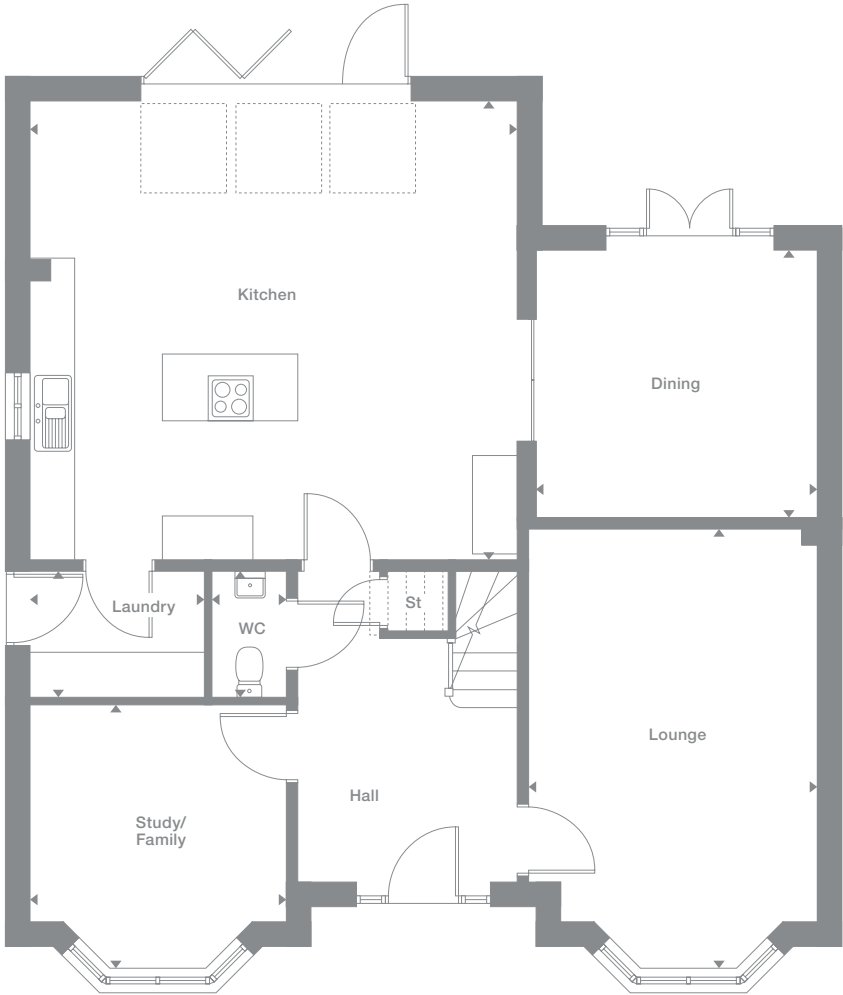 Kitchen
Dining
Laundry
WC
St
Lounge
Hall
Study/
Family